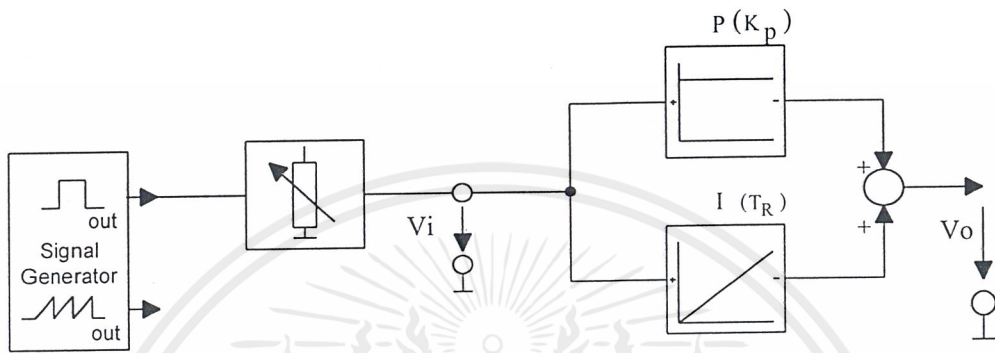 P (Kp)
+ -
out
Signal
Generator
out
Vi
I (TR)
+ -
+
+
Vo